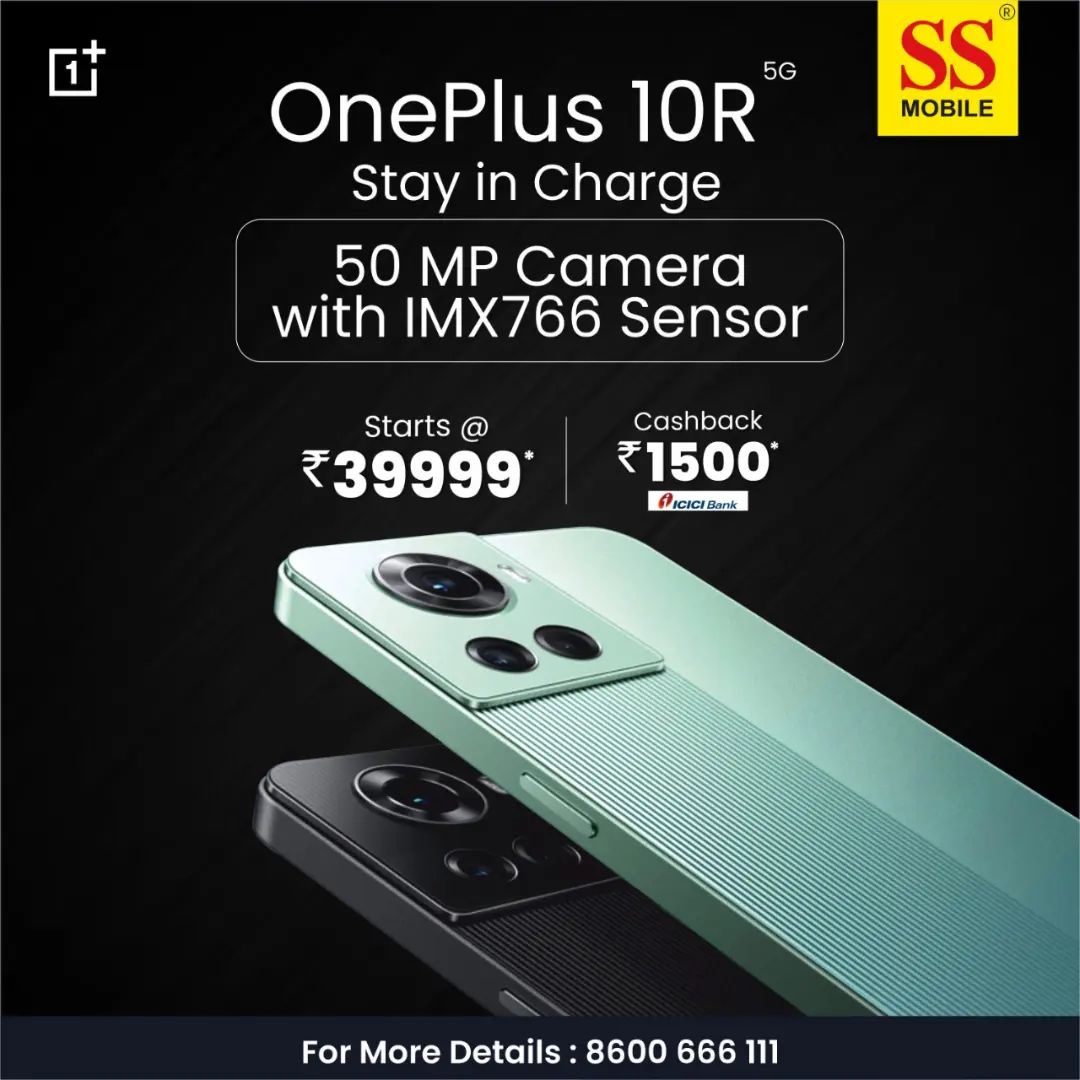 1+
SS®
MOBILE
OnePlus 10R 5G
Stay in Charge
50 MP Camera
with IMX766 Sensor
Starts @
₹39999*
Cashback
₹1500*
ICICI Bank
For More Details : 8600 666 111